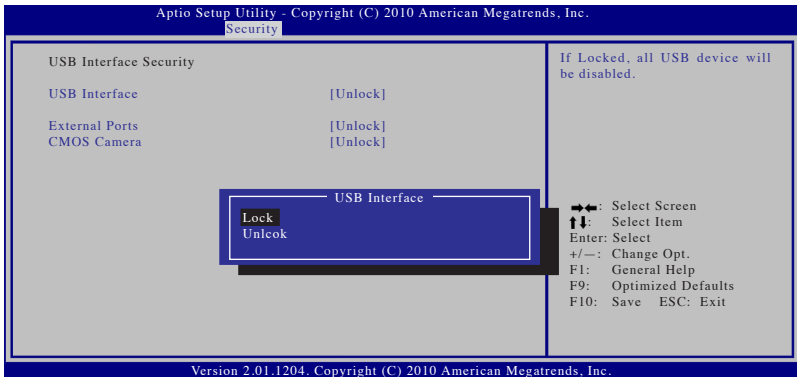 Aptio Setup Utility - Copyright (C) 2010 American Megatrends, Inc.
Security
USB Interface Security
USB Interface [Unlock]
External Ports [Unlock]
CMOS Camera [Unlock]
USB Interface
Lock
Unlcok
If Locked, all USB device will
be disabled.
→←: Select Screen
↑↓: Select Item
Enter: Select
+/—: Change Opt.
F1: General Help
F9: Optimized Defaults
F10: Save ESC: Exit
Version 2.01.1204. Copyright (C) 2010 American Megatrends, Inc.